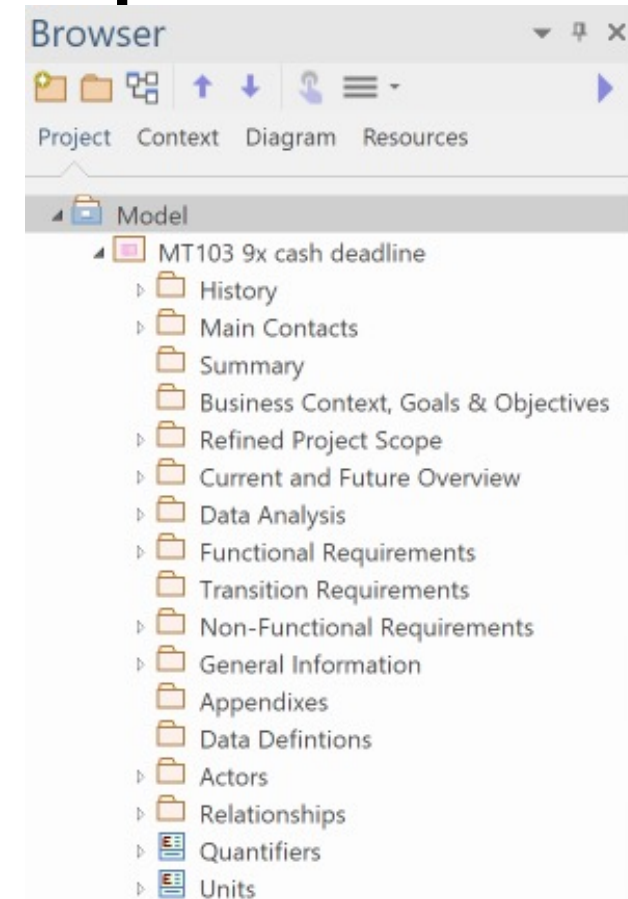 Browser
Project Context Diagram Resources
Model
MT103 9x cash deadline
History
Main Contacts
Summary
Business Context, Goals & Objectives
Refined Project Scope
Current and Future Overview
Data Analysis
Functional Requirements
Transition Requirements
Non-Functional Requirements
General Information
Appendixes
Data Defintions
Actors
Relationships
Quantifiers
Units